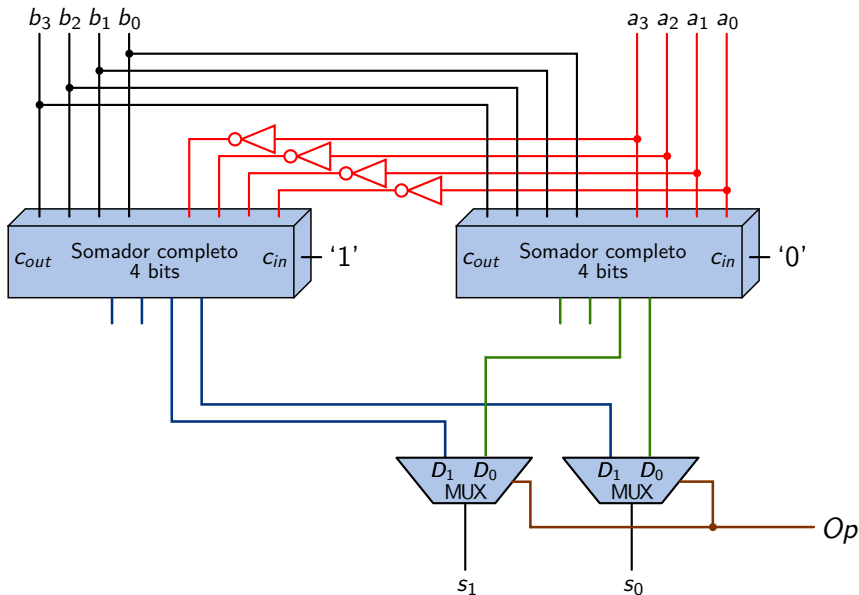 b3 b2 b1 b0
a3 a2 a1 a0
cout Somador completo 4 bits cin ‘1’
cout Somador completo 4 bits cin ‘0’
D1 D0
MUX
D1 D0
MUX
Op
s1
s0